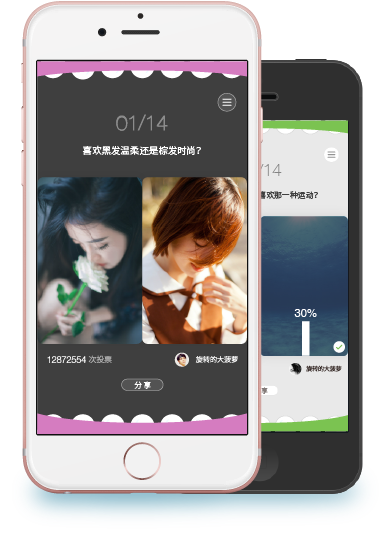 01/14
喜欢黑发温柔还是棕发时尚？
12872554 次投票
旋转的大菠萝
分享
/14
喜欢那一种运动？
30%
旋转的大菠萝
享